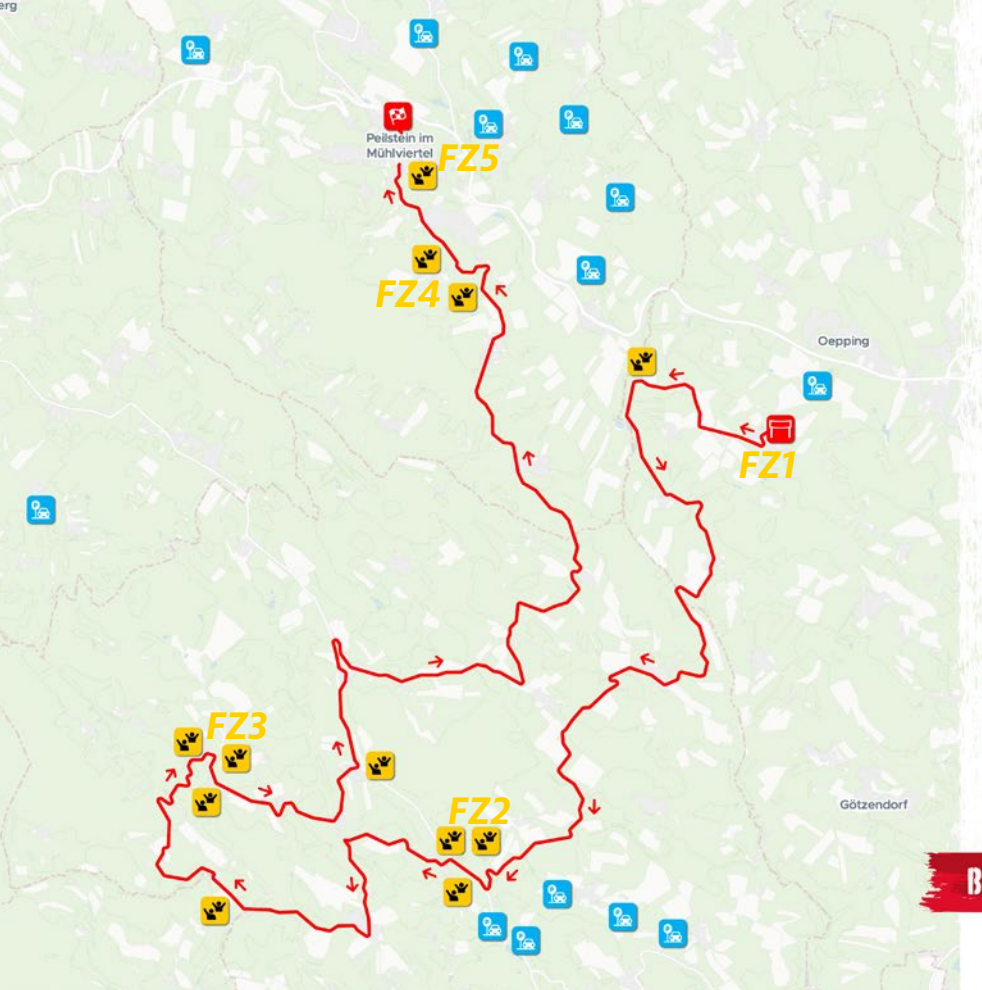 erg
Peilstein im
Mühlviertel
FZ5
FZ4
Oepping
FZ1
FZ3
FZ2
Götzendorf
B